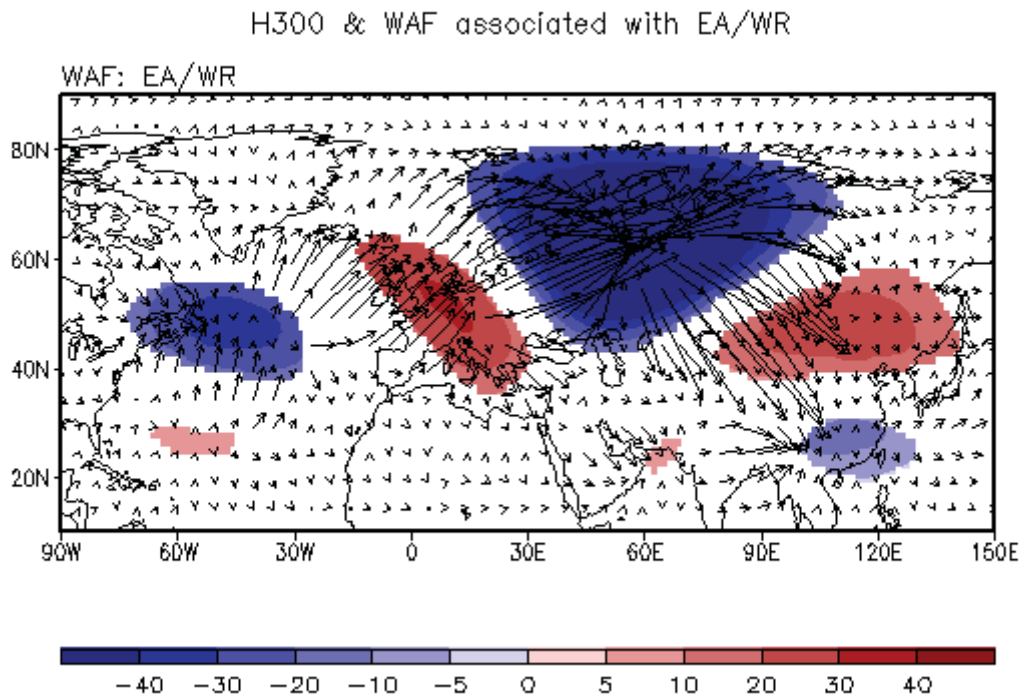 H300 & WAF associated with EA/WR
WAF: EA/WR
80N
60N
40N
20N
90W 60W 30W 0 30E 60E 90E 120E 150E
-40 -30 -20 -10 -5 0 5 10 20 30 40